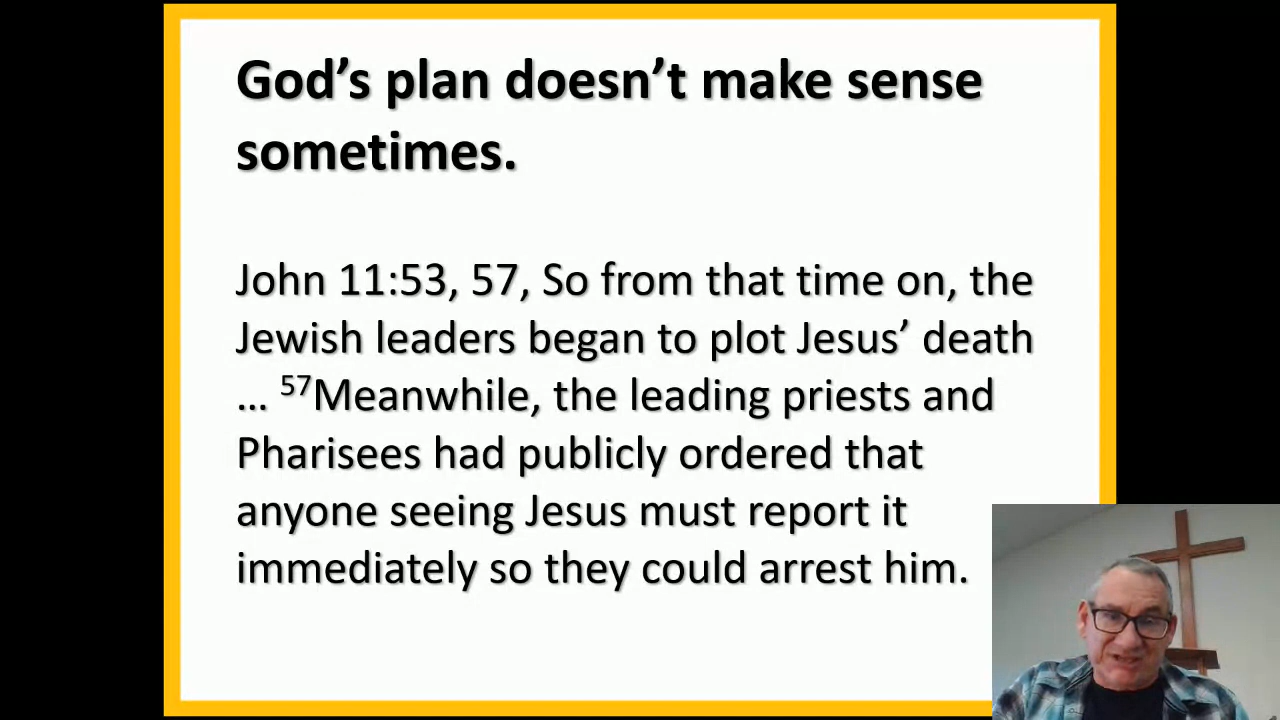 God’s plan doesn’t make sense
sometimes.
John 11:53, 57, So from that time on, the
Jewish leaders began to plot Jesus’ death
… ⁵⁷Meanwhile, the leading priests and
Pharisees had publicly ordered that
anyone seeing Jesus must report it
immediately so they could arrest him.